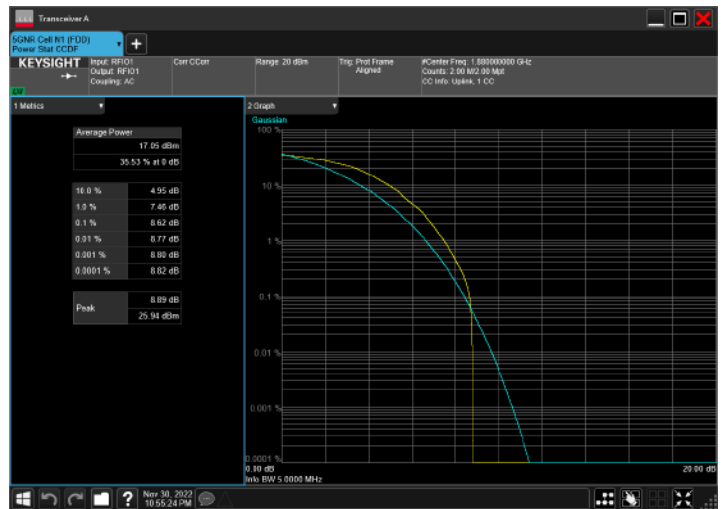 Transceiver A
5GNR Cell N1 (FDD)
Power Stat CCDF
KEYSIGHT
Input: RFIO1
Output: RFIO1
Coupling: AC
Corr CCorr
Range: 20 dBm
Trig: Prot Frame
Aligned
#Center Freq: 1.880000000 GHz
Counts: 2.00 M/2.00 Mpt
CC Info: Uplink, 1 CC
1 Metrics
Average Power
17.05 dBm
35.53 % at 0 dB
10.0 % 4.95 dB
1.0 % 7.46 dB
0.1 % 8.62 dB
0.01 % 8.77 dB
0.001 % 8.80 dB
0.0001 % 8.82 dB
Peak
8.89 dB
25.94 dBm
2 Graph
Gaussian
100 %
10 %
1 %
0.1 %
0.01 %
0.001 %
0.0001 %
0.00 dB
20.00 dB
Info BW 5.0000 MHz
?
Nov 30, 2022
10:55:24 PM